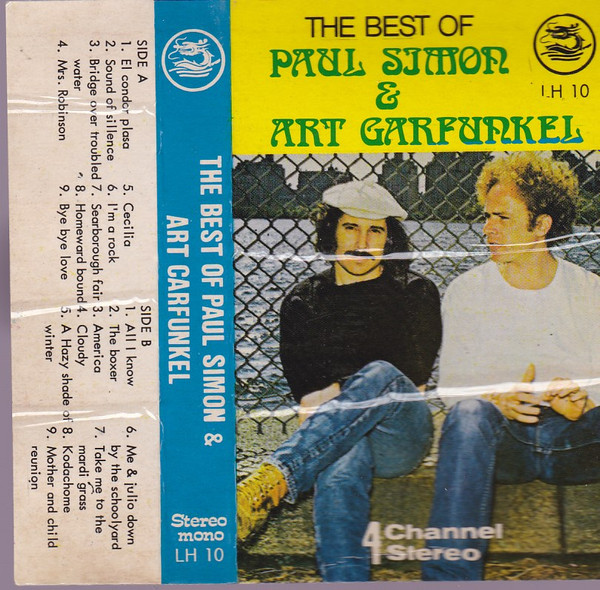 THE BEST OF
PAUL SIMON
&
ART GARFUNKEL
LH 10
4 Channel
Stereo
THE BEST OF PAUL SIMON &
ART CARFUNKEL
Stereo
mono
LH 10
SIDE A
1. El condor plasa
2. Sound of sillence
3. Bridge over troubled
water
4. Mrs. Robinson
5. Cecilia
6. I'm a rock
7. Searborough fair
8. Homeward bound
9. Bye bye love
SIDE B
1. All I know
2. The boxer
3. America
4. Cloudy
5. A Hazy shade of
winter
6. Me & julio down
by the schoolyard
7. Take me to the
mardi grass
8. Kodochome
9. Mother and child
reunion